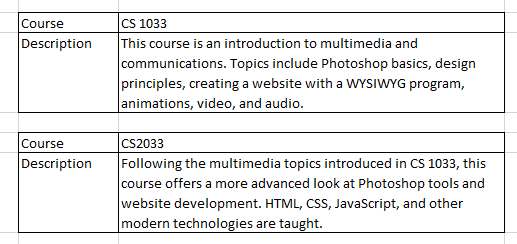 Course CS 1033
Description This course is an introduction to multimedia and
communications. Topics include Photoshop basics, design
principles, creating a website with a WYSIWYG program,
animations, video, and audio.
Course CS2033
Description Following the multimedia topics introduced in CS 1033, this
course offers a more advanced look at Photoshop tools and
website development. HTML, CSS, JavaScript, and other
modern technologies are taught.